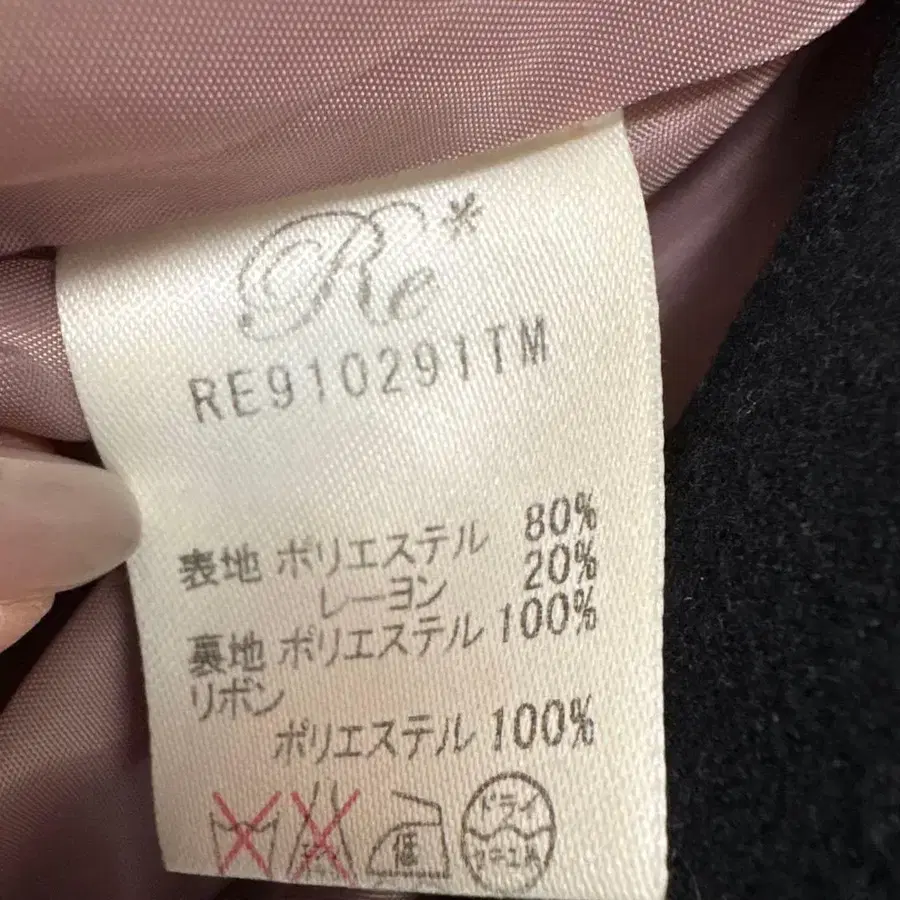 Re*
RE910291TM
表地 ポリエステル 80%
レーヨン 20%
裏地 ポリエステル 100%
リボン
ポリエステル 100%
低
ドライ